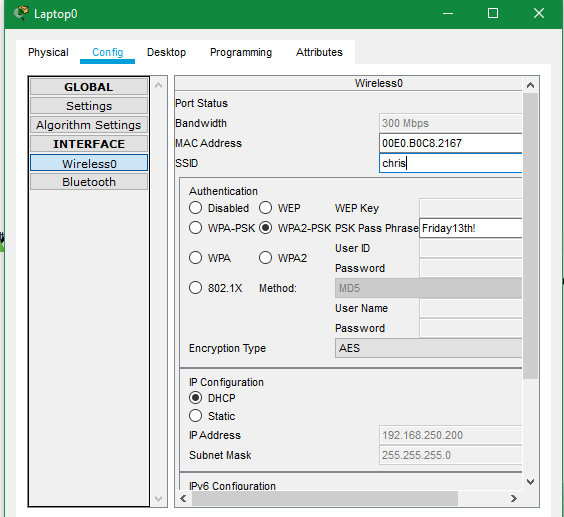 Laptop0
Physical Config Desktop Programming Attributes
GLOBAL
Settings
Algorithm Settings
INTERFACE
Wireless0
Bluetooth
Wireless0
Port Status
Bandwidth 300 Mbps
MAC Address 00E0.B0C8.2167
SSID chris
Authentication
Disabled WEP WEP Key
WPA-PSK WPA2-PSK PSK Pass Phrase Friday13th!
User ID
WPA WPA2
Password
802.1X Method: MD5
User Name
Password
Encryption Type AES
IP Configuration
DHCP
Static
IP Address 192.168.250.200
Subnet Mask 255.255.255.0
IPv6 Configuration